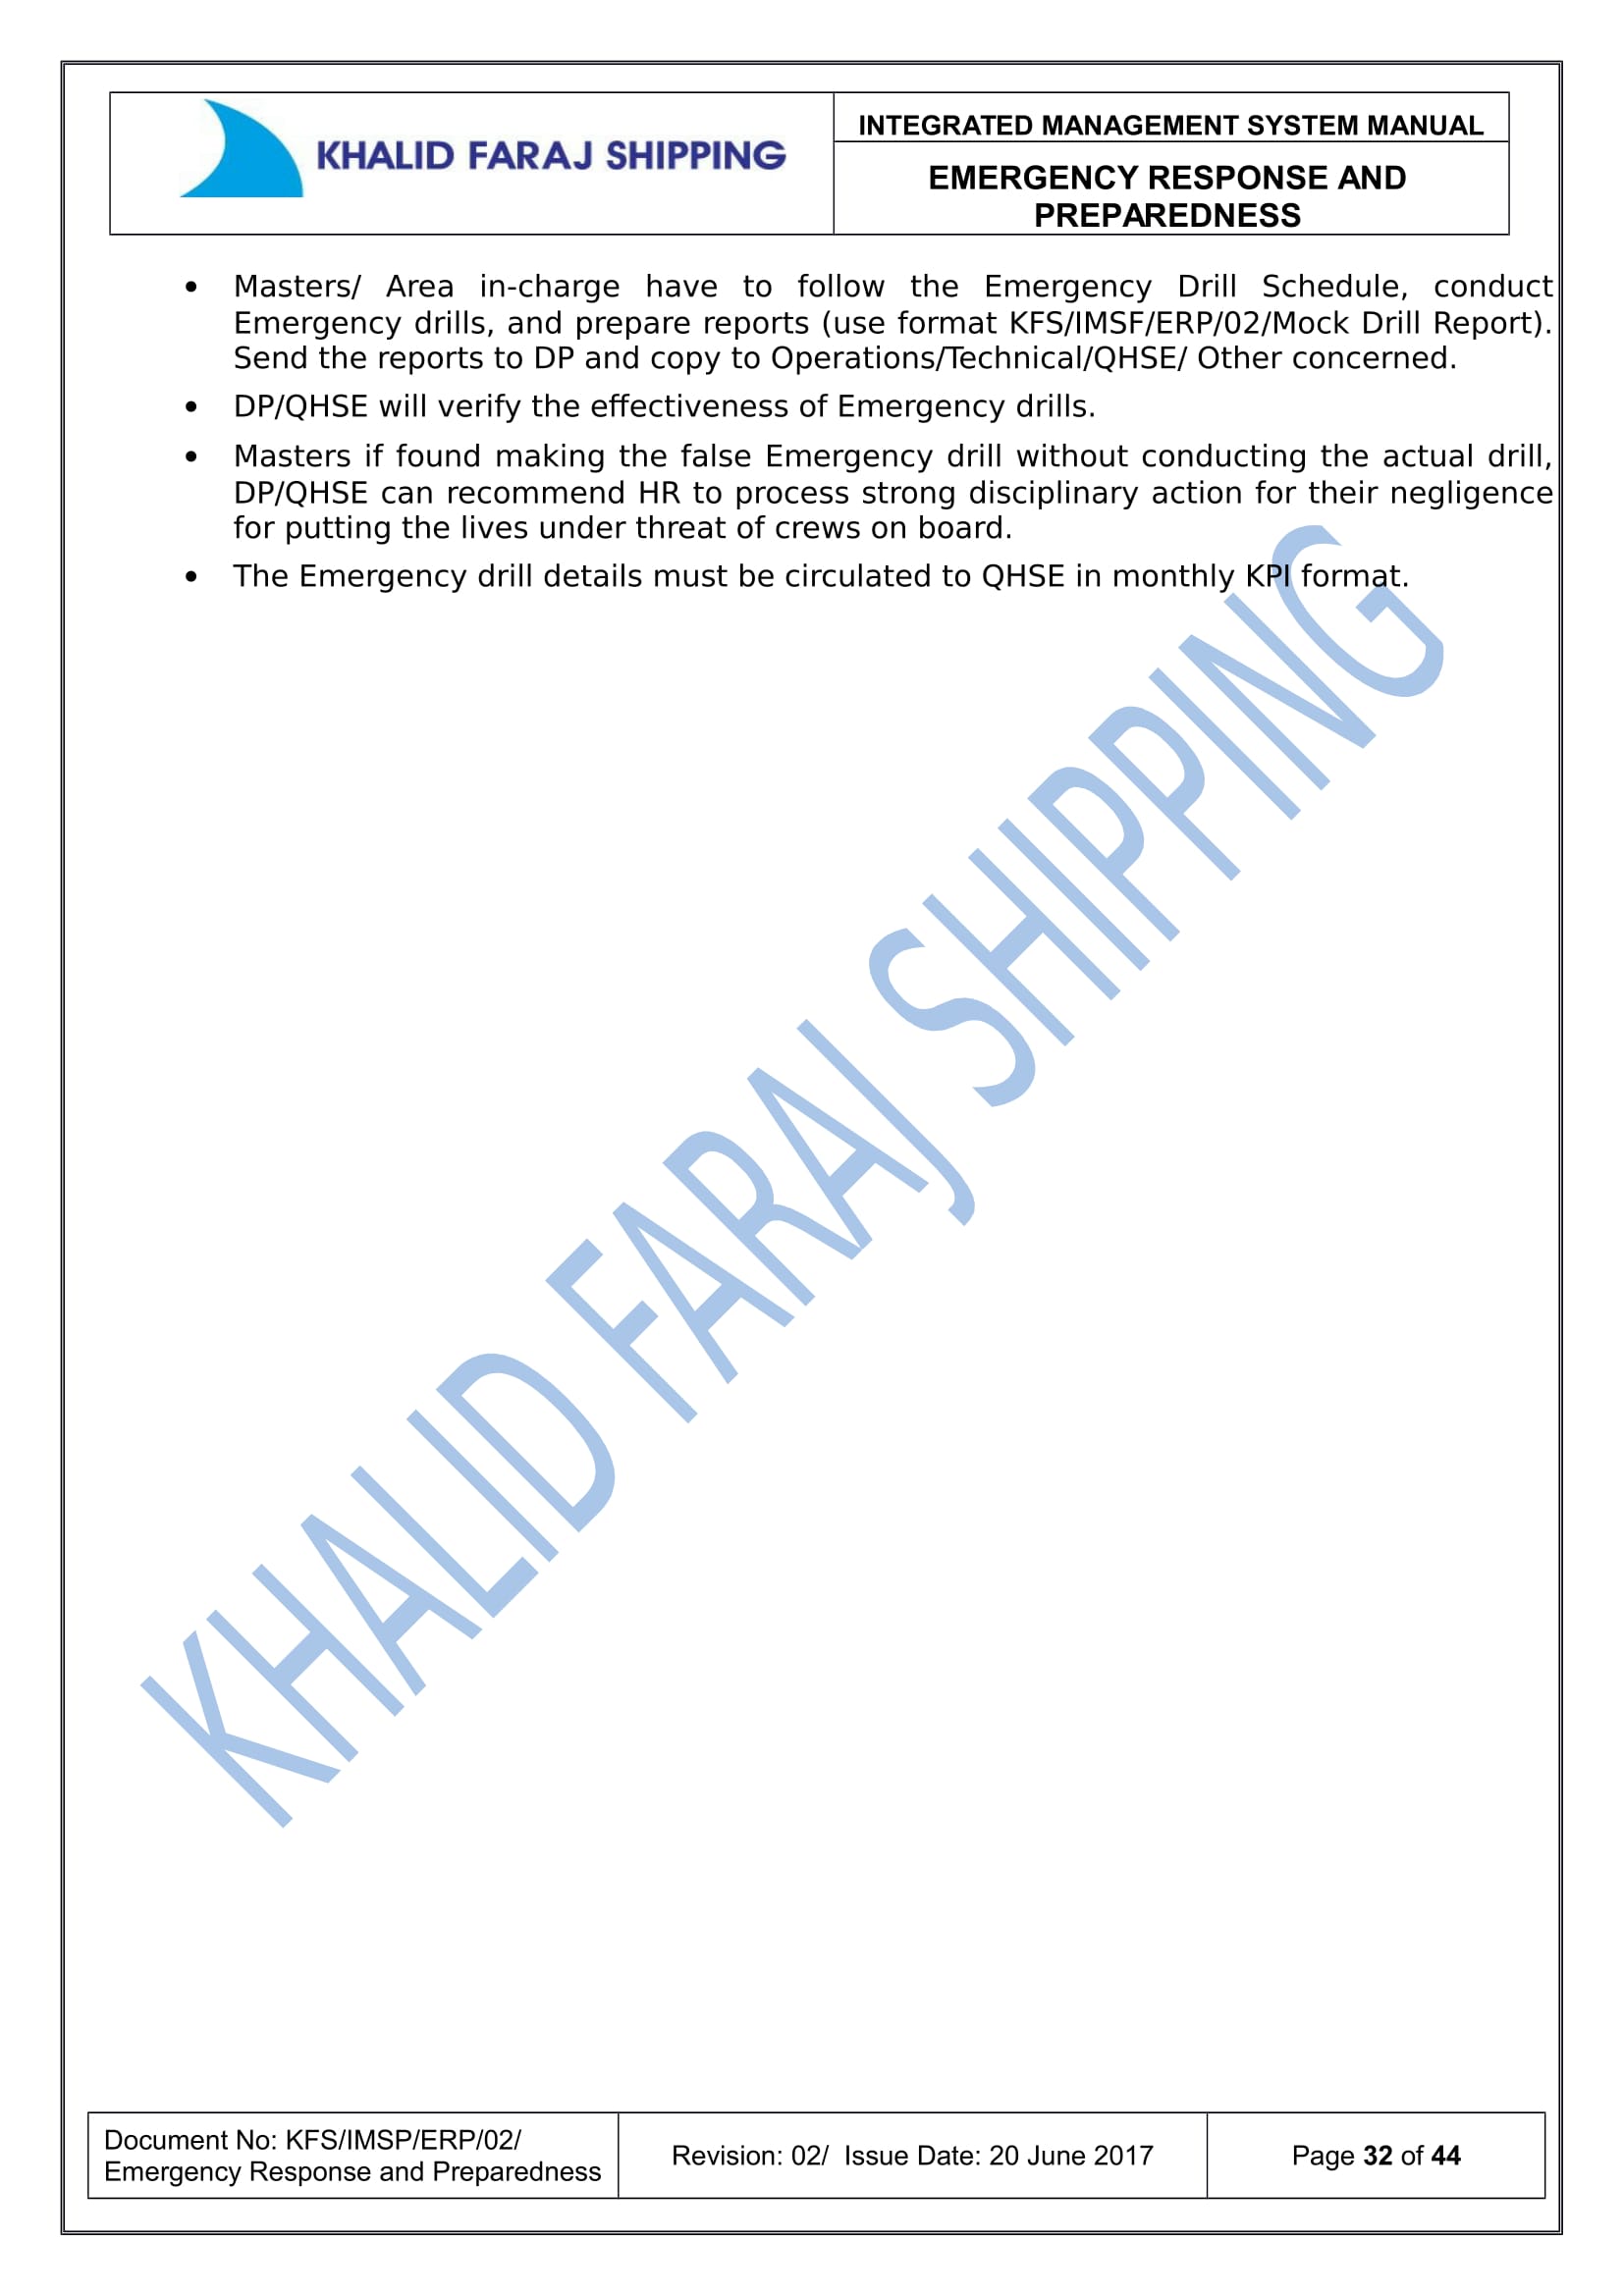 KHALID FARAJ SHIPPING
INTEGRATED MANAGEMENT SYSTEM MANUAL
EMERGENCY RESPONSE AND
PREPAREDNESS
• Masters/ Area in-charge have to follow the Emergency Drill Schedule, conduct
Emergency drills, and prepare reports (use format KFS/IMSF/ERP/02/Mock Drill Report).
Send the reports to DP and copy to Operations/Technical/QHSE/ Other concerned.
• DP/QHSE will verify the effectiveness of Emergency drills.
• Masters if found making the false Emergency drill without conducting the actual drill,
DP/QHSE can recommend HR to process strong disciplinary action for their negligence
for putting the lives under threat of crews on board.
• The Emergency drill details must be circulated to QHSE in monthly KPI format.
KHALID FARAJ SHIPPING
Document No: KFS/IMSP/ERP/02/
Emergency Response and Preparedness
Revision: 02/ Issue Date: 20 June 2017
Page 32 of 44